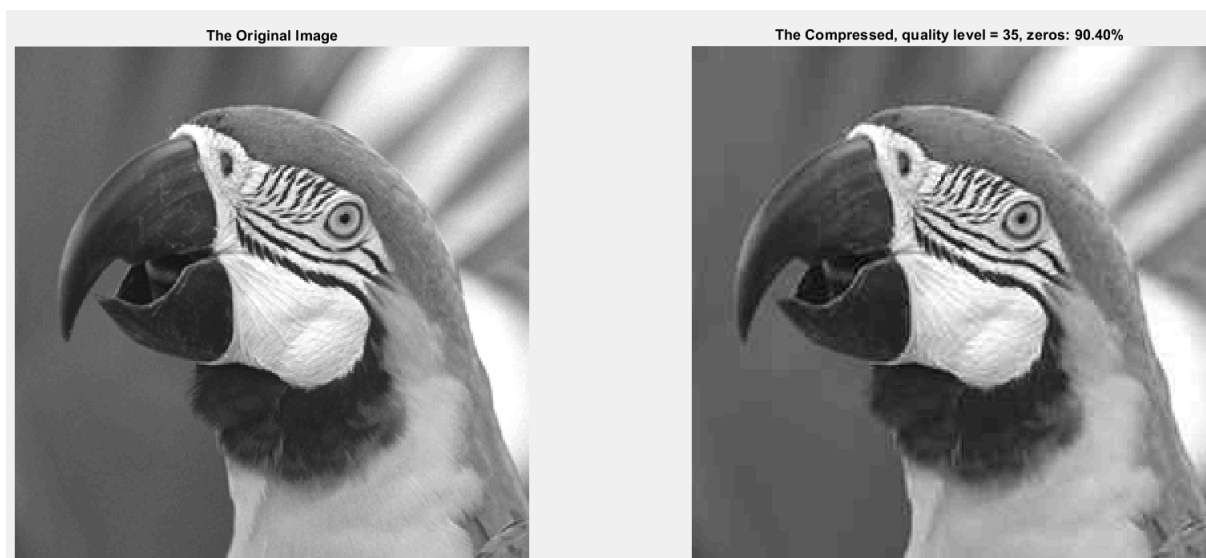 The Original Image
The Compressed, quality level = 35, zeros: 90.40%